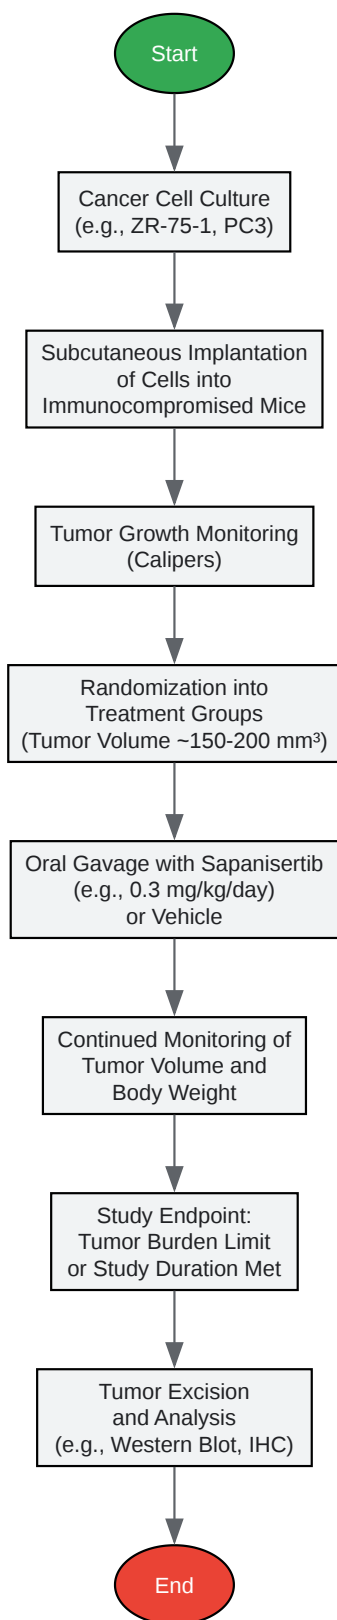 Start
Cancer Cell Culture
(e.g., ZR-75-1, PC3)
Subcutaneous Implantation
of Cells into
Immunocompromised Mice
Tumor Growth Monitoring
(Calipers)
Randomization into
Treatment Groups
(Tumor Volume ~150-200 mm³)
Oral Gavage with Sapanisertib
(e.g., 0.3 mg/kg/day)
or Vehicle
Continued Monitoring of
Tumor Volume and
Body Weight
Study Endpoint:
Tumor Burden Limit
or Study Duration Met
Tumor Excision
and Analysis
(e.g., Western Blot, IHC)
End